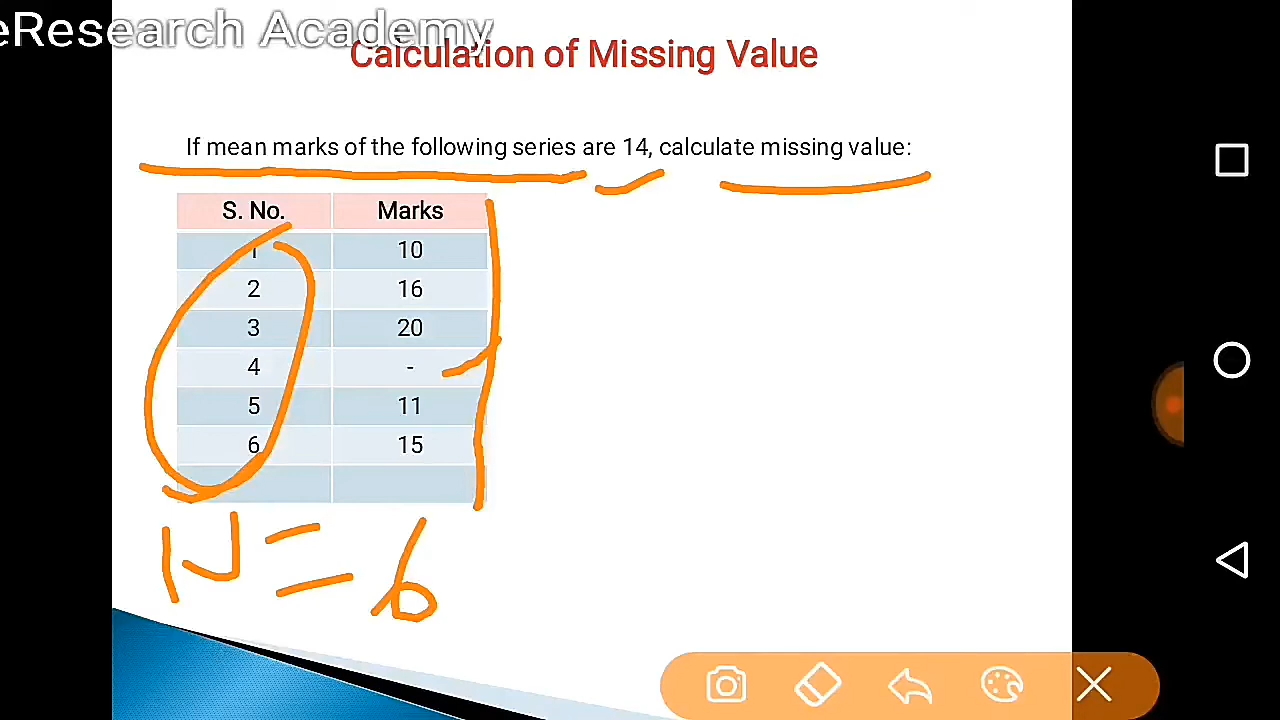 eResearch Academy
Calculation of Missing Value
If mean marks of the following series are 14, calculate missing value:
S. No. Marks
1 10
2 16
3 20
4 -
5 11
6 15
N = 6